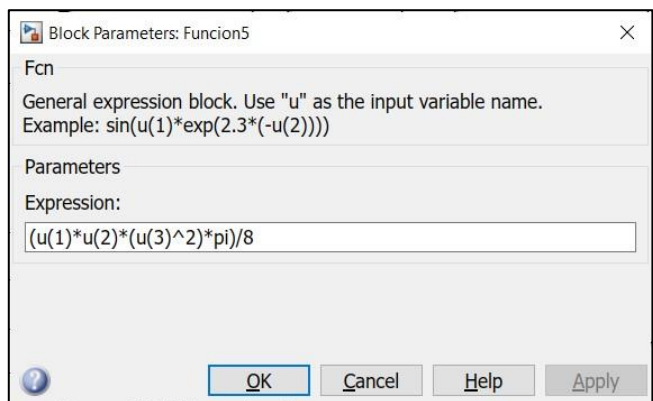 Block Parameters: Funcion5
Fcn
General expression block. Use "u" as the input variable name.
Example: sin(u(1)*exp(2.3*(-u(2))))
Parameters
Expression:
(u(1)*u(2)*(u(3)^2)*pi)/8
OK Cancel Help Apply